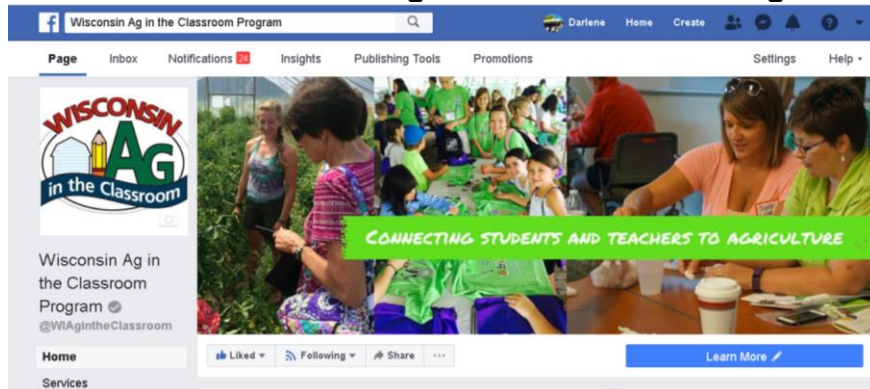 Wisconsin Ag in the Classroom Program
Darlene Home Create
Page Inbox Notifications 24 Insights Publishing Tools Promotions Settings Help
WISCONSIN
AG
in the Classroom
CONNECTING STUDENTS AND TEACHERS TO AGRICULTURE
Wisconsin Ag in
the Classroom
Program
@WIAgintheClassroom
Liked Following Share ... Learn More
Home
Services